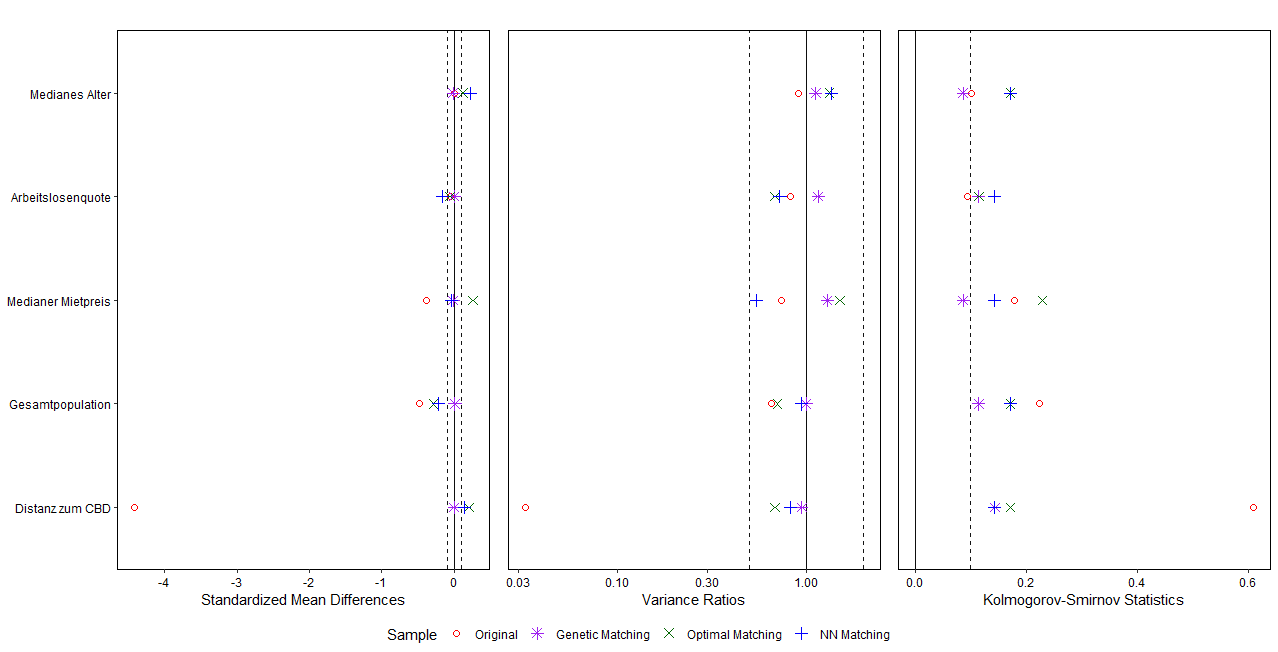 Medianes Alter
Arbeitslosenquote
Medianer Mietpreis
Gesamtpopulation
Distanz zum CBD
-4 -3 -2 -1 0
0.03 0.10 0.30 1.00
0.0 0.2 0.4 0.6
Standardized Mean Differences
Variance Ratios
Kolmogorov-Smirnov Statistics
Sample Original Genetic Matching Optimal Matching NN Matching